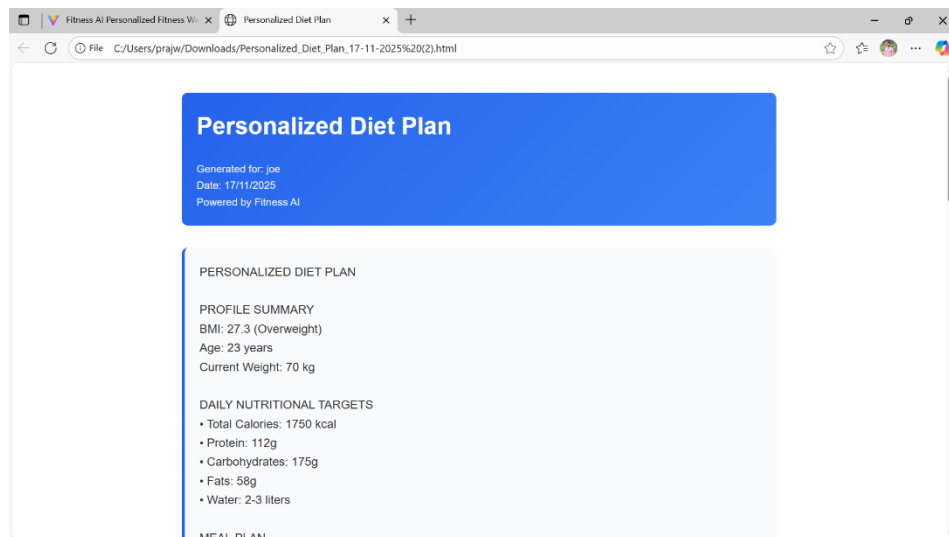 Fitness AI Personalized Fitness W
Personalized Diet Plan
File C:/Users/prajw/Downloads/Personalized_Diet_Plan_17-11-2025%20(2).html
Personalized Diet Plan
Generated for: joe
Date: 17/11/2025
Powered by Fitness AI
PERSONALIZED DIET PLAN
PROFILE SUMMARY
BMI: 27.3 (Overweight)
Age: 23 years
Current Weight: 70 kg
DAILY NUTRITIONAL TARGETS
• Total Calories: 1750 kcal
• Protein: 112g
• Carbohydrates: 175g
• Fats: 58g
• Water: 2-3 liters
MEAL PLAN